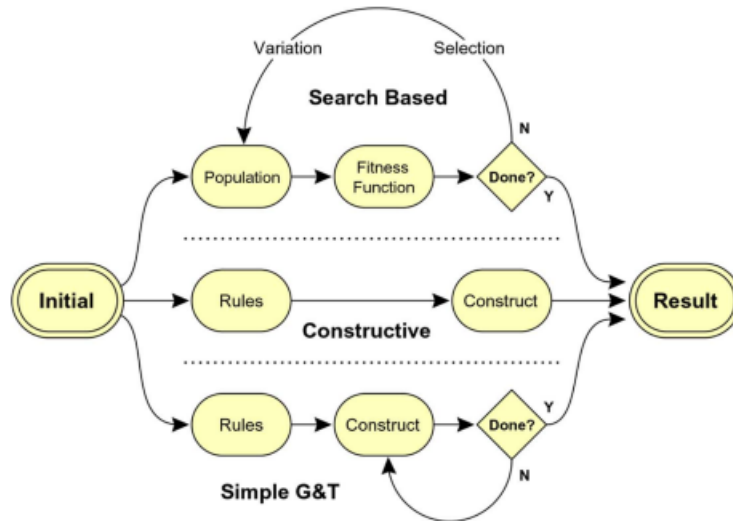 Variation
Selection
Search Based
N
Population
Fitness
Function
Done?
Y
Initial
Rules
Construct
Result
Constructive
Rules
Construct
Done?
Y
N
Simple G&T